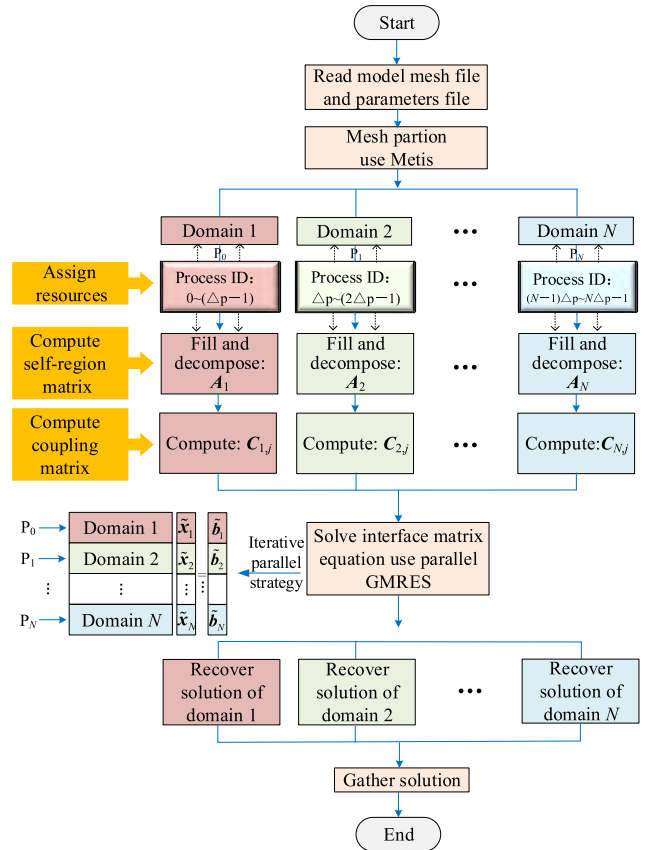 Start
Read model mesh file
and parameters file
Mesh partion
use Metis
Domain 1
Domain 2
•••
Domain N
P0
P1
PN
Assign
resources
Process ID:
0~(△p−1)
Process ID:
△p~(2△p−1)
•••
Process ID:
(N−1)△p~N△p−1
Compute
self-region
matrix
Fill and
decompose:
A1
Fill and
decompose:
A2
•••
Fill and
decompose:
AN
Compute
coupling
matrix
Compute: C1,j
Compute: C2,j
•••
Compute:CN,j
P0
Domain 1
x̃1
b̃1
P1
Domain 2
x̃2
=
b̃2
⋮
⋮
⋮
⋮
PN
Domain N
x̃N
b̃N
Iterative
parallel
strategy
Solve interface matrix
equation use parallel
GMRES
Recover
solution of
domain 1
Recover
solution of
domain 2
•••
Recover
solution of
domain N
Gather solution
End